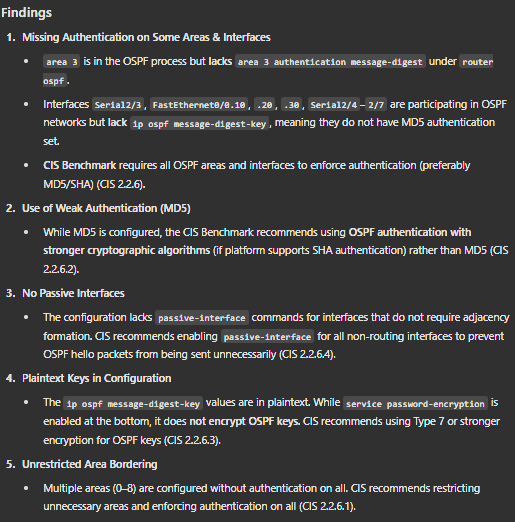 Findings
1. Missing Authentication on Some Areas & Interfaces
• area 3 is in the OSPF process but lacks area 3 authentication message-digest under router
ospf.
• Interfaces Serial2/3, FastEthernet0/0.10, .20, .30, Serial2/4–2/7 are participating in OSPF
networks but lack ip ospf message-digest-key, meaning they do not have MD5 authentication
set.
• CIS Benchmark requires all OSPF areas and interfaces to enforce authentication (preferably
MD5/SHA) (CIS 2.2.6).
2. Use of Weak Authentication (MD5)
• While MD5 is configured, the CIS Benchmark recommends using OSPF authentication with
stronger cryptographic algorithms (if platform supports SHA authentication) rather than MD5 (CIS
2.2.6.2).
3. No Passive Interfaces
• The configuration lacks passive-interface commands for interfaces that do not require adjacency
formation. CIS recommends enabling passive-interface for all non-routing interfaces to prevent
OSPF hello packets from being sent unnecessarily (CIS 2.2.6.4).
4. Plaintext Keys in Configuration
• The ip ospf message-digest-key values are in plaintext. While service password-encryption is
enabled at the bottom, it does not encrypt OSPF keys. CIS recommends using Type 7 or stronger
encryption for OSPF keys (CIS 2.2.6.3).
5. Unrestricted Area Bordering
• Multiple areas (0–8) are configured without authentication on all. CIS recommends restricting
unnecessary areas and enforcing authentication on all (CIS 2.2.6.1).